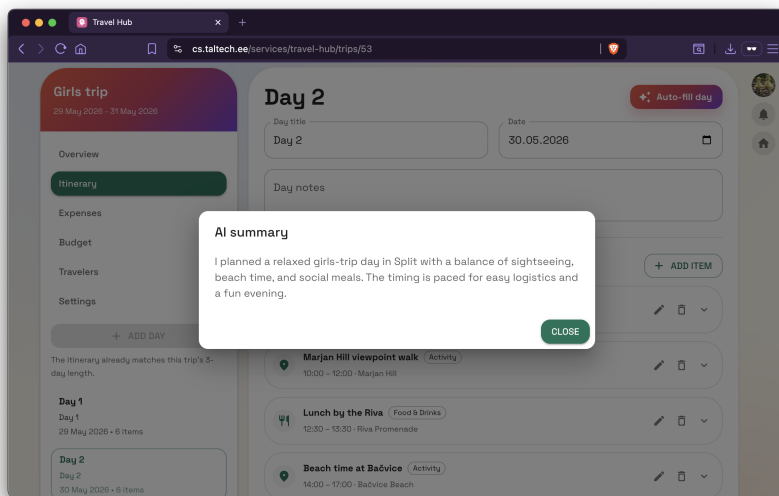 Travel Hub
cs.taltech.ee/services/travel-hub/trips/53
Girls trip
29 May 2026 - 31 May 2026
Overview
Itinerary
Expenses
Budget
Travelers
Settings
+ ADD DAY
The itinerary already matches this trip's 3-
day length.
Day 1
Day 1
29 May 2026 • 6 items
Day 2
Day 2
30 May 2026 • 6 items
Day 2
Auto-fill day
Day title
Day 2
Date
30.05.2026
Day notes
+ ADD ITEM
AI summary
I planned a relaxed girls-trip day in Split with a balance of sightseeing,
beach time, and social meals. The timing is paced for easy logistics and
a fun evening.
CLOSE
Marjan Hill viewpoint walk Activity
10:00 – 12:00 · Marjan Hill
Lunch by the Riva Food & Drinks
12:30 – 13:30 · Riva Promenade
Beach time at Bačvice Activity
14:00 – 17:00 · Bačvice Beach